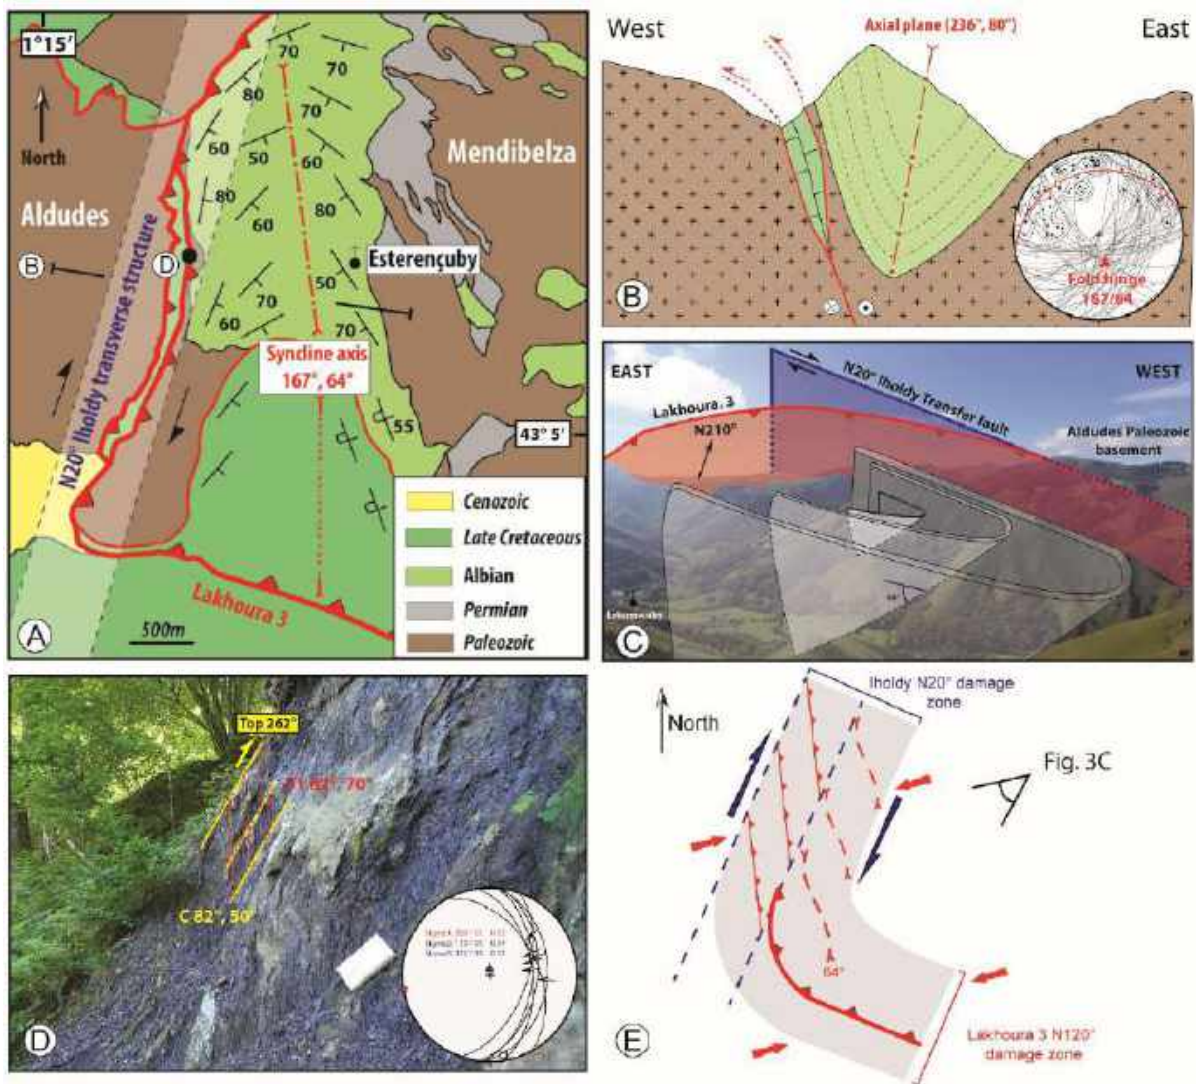 1°15'
North
Aldudes
B
D
N20° Iholdy transverse structure
70
70
80
70
60
50
60
80
80
60
50
70
60
70
55
Mendibelza
Esterençuby
Syncline axis
167°, 64°
43° 5'
Lakhoura 3
500m
A
Cenozoic
Late Cretaceous
Albian
Permian
Paleozoic
West
Axial plane (236°, 80°)
East
Fold hinge
167/64
B
EAST
WEST
Lakhoura, 3
N210°
N20° Iholdy Transfer fault
Aldudes Paleozoic
basement
C
Top 262°
C 82°, 50°
D
Iholdy N20° damage
zone
North
Fig. 3C
64°
E
Lakhoura 3 N120°
damage zone